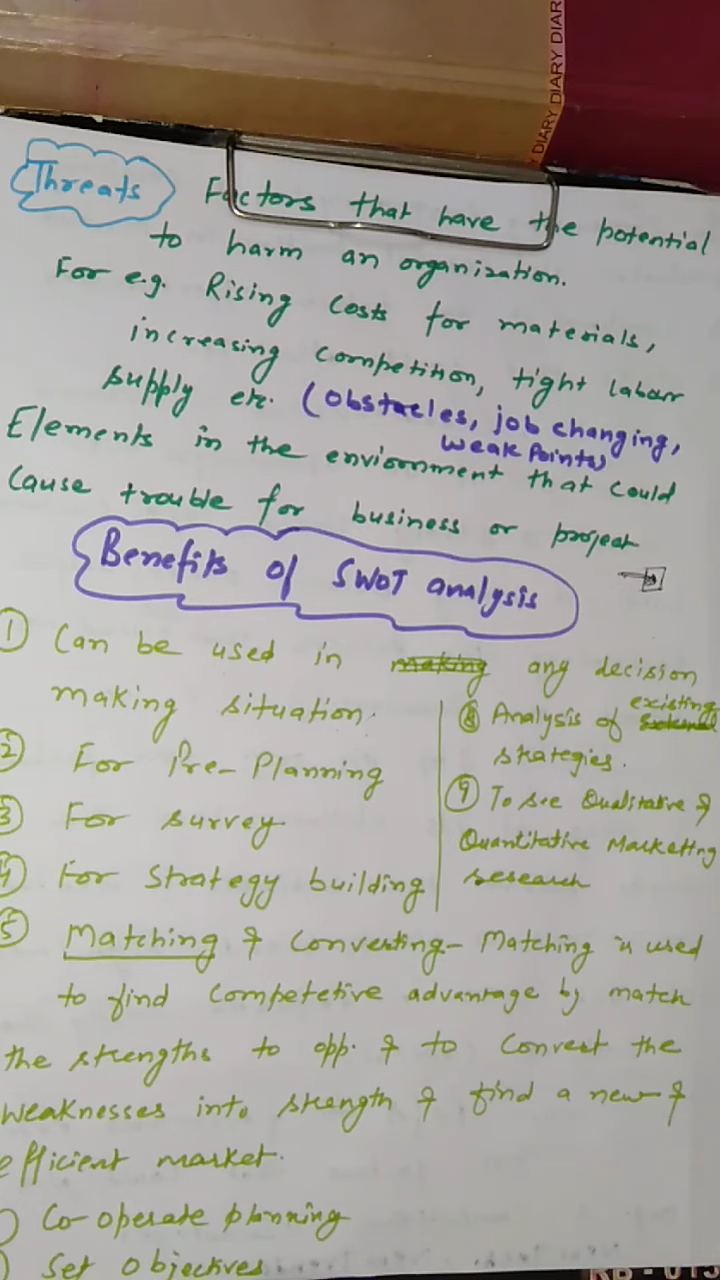 DIARY DIARY DIAR
Threats Factors that have the potential
to harm an organization.
For e.g. Rising costs for materials,
increasing competition, tight labour
supply etc. (obstacles, job changing,
weak points)
Elements in the environment that could
cause trouble for business or project
Benefits of SWOT analysis
① Can be used in making any decision
making situation.
② For Pre-Planning
③ For survey
④ For strategy building
⑧ Analysis of existing
strategies.
⑨ To see Qualitative &
Quantitative Marketing
research
⑤ Matching & Converting- Matching is used
to find competetive advantage by match
the strengths to opp. & to convert the
weaknesses into strength & find a new &
efficient market.
Co-operate planning
Set objectives